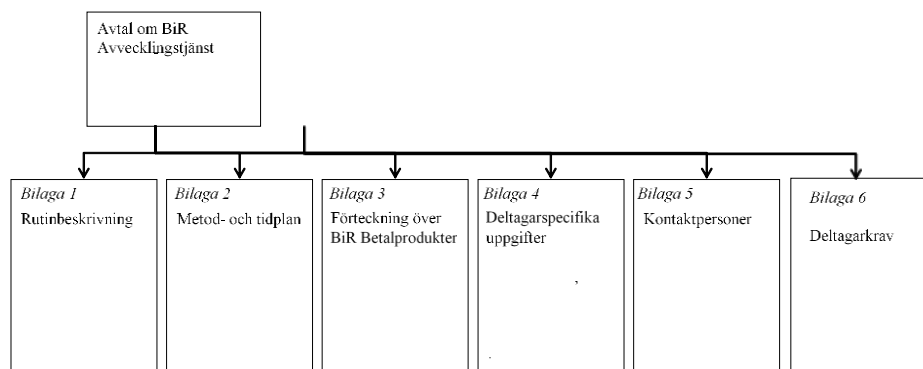 Avtal om BiR
Avvecklingstjänst
Bilaga 1
Rutinbeskrivning
Bilaga 2
Metod- och tidplan
Bilaga 3
Förteckning över
BiR Betalprodukter
Bilaga 4
Deltagarspecifika
uppgifter
Bilaga 5
Kontaktpersoner
Bilaga 6
Deltagarkrav